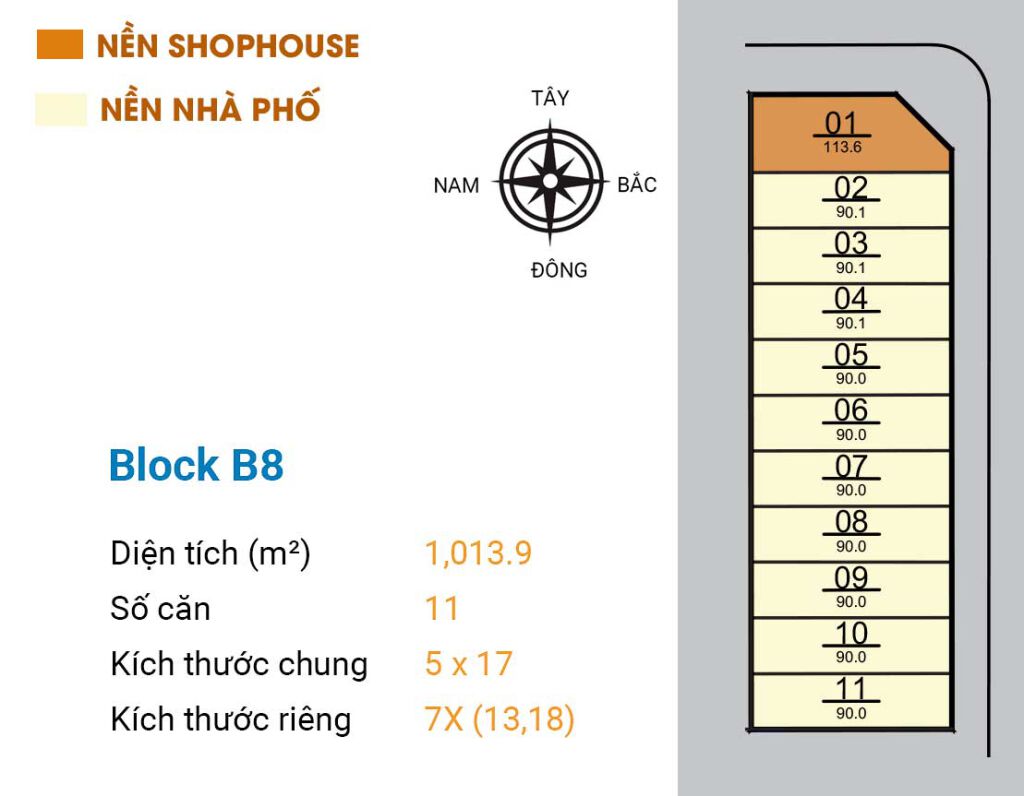 NỀN SHOPHOUSE
NỀN NHÀ PHỐ
TÂY
NAM
BẮC
ĐÔNG
Block B8
Diện tích (m²) 1,013.9
Số căn 11
Kích thước chung 5 x 17
Kích thước riêng 7X (13,18)
01
113.6
02
90.1
03
90.1
04
90.1
05
90.0
06
90.0
07
90.0
08
90.0
09
90.0
10
90.0
11
90.0